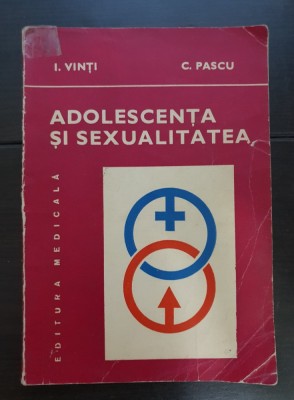 I. VINȚI C. PASCU
ADOLESCENȚA
ȘI SEXUALITATEA
EDITURA MEDICALĂ